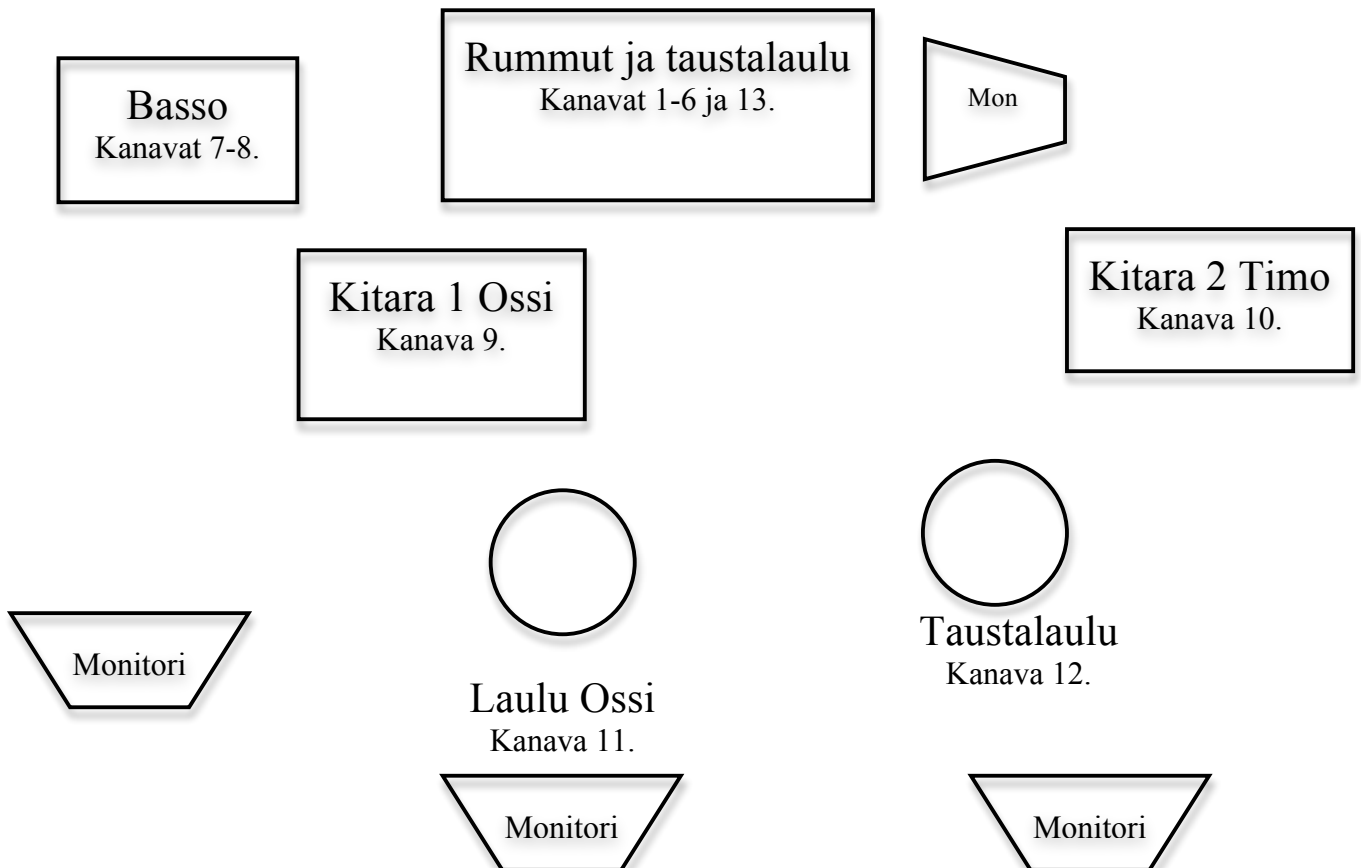 Rummut ja taustalaulu
Kanavat 1-6 ja 13.
Basso
Kanavat 7-8.
Mon
Kitara 1 Ossi
Kanava 9.
Kitara 2 Timo
Kanava 10.
Taustalaulu
Kanava 12.
Monitori
Laulu Ossi
Kanava 11.
Monitori
Monitori